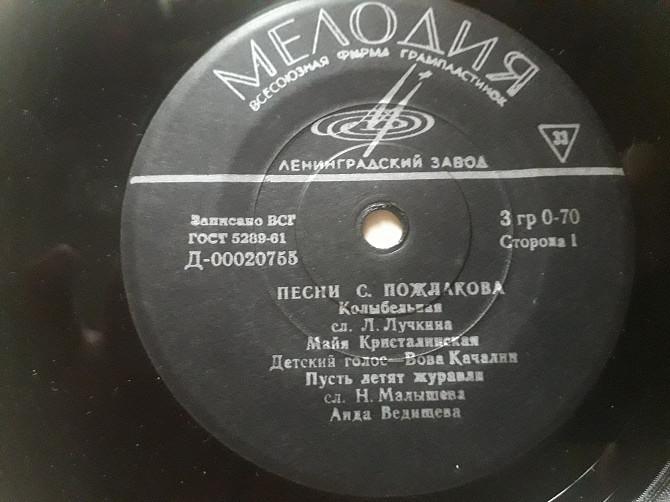 МЕЛОДИЯ
ВСЕСОЮЗНАЯ ФИРМА ГРАМПЛАСТИНОК
ЛЕНИНГРАДСКИЙ ЗАВОД
33
Записано ВСГ
ГОСТ 5289-61
Д-00020755
3 гр 0-70
Сторона 1
ПЕСНИ С. ПОЖЛАКОВА
Колыбельная
сл. Л. Лучкина
Майя Кристалинская
Детский голос—Вова Качалин
Пусть летят журавли
сл. Н. Малышева
Аида Ведищева